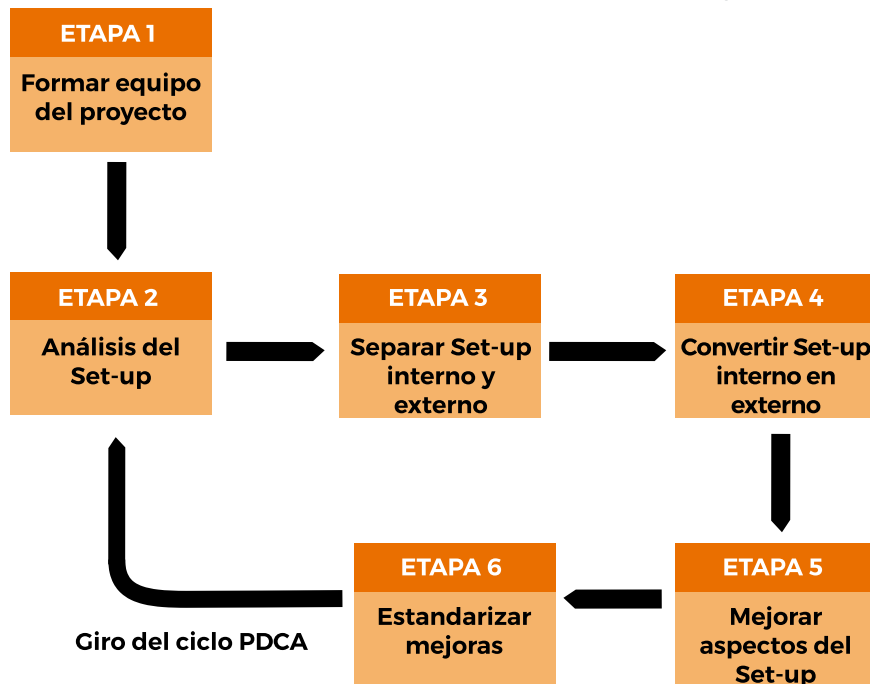 ETAPA 1
Formar equipo
del proyecto
ETAPA 2
Análisis del
Set-up
ETAPA 3
Separar Set-up
interno y
externo
ETAPA 4
Convertir Set-up
interno en
externo
ETAPA 5
Mejorar
aspectos del
Set-up
ETAPA 6
Estandarizar
mejoras
Giro del ciclo PDCA